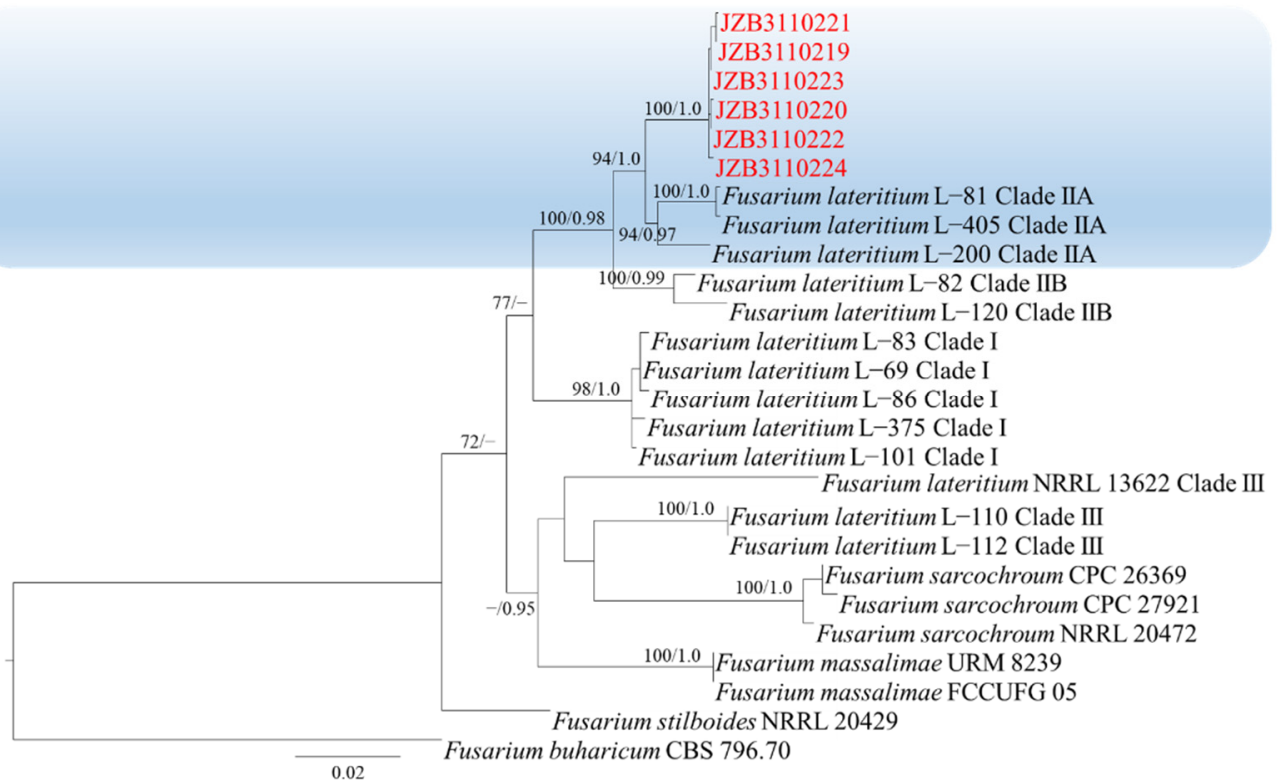 JZB3110221
JZB3110219
JZB3110223
100/1.0
JZB3110220
JZB3110222
94/1.0
JZB3110224
100/1.0
Fusarium lateritium L−81 Clade IIA
100/0.98
Fusarium lateritium L−405 Clade IIA
94/0.97
Fusarium lateritium L−200 Clade IIA
100/0.99
Fusarium lateritium L−82 Clade IIB
77/−
Fusarium lateritium L−120 Clade IIB
Fusarium lateritium L−83 Clade I
Fusarium lateritium L−69 Clade I
98/1.0
Fusarium lateritium L−86 Clade I
Fusarium lateritium L−375 Clade I
72/−
Fusarium lateritium L−101 Clade I
Fusarium lateritium NRRL 13622 Clade III
100/1.0
Fusarium lateritium L−110 Clade III
Fusarium lateritium L−112 Clade III
Fusarium sarcochroum CPC 26369
100/1.0
Fusarium sarcochroum CPC 27921
−/0.95
Fusarium sarcochroum NRRL 20472
100/1.0
Fusarium massalimae URM 8239
Fusarium massalimae FCCUFG 05
Fusarium stilboides NRRL 20429
Fusarium buharicum CBS 796.70
0.02